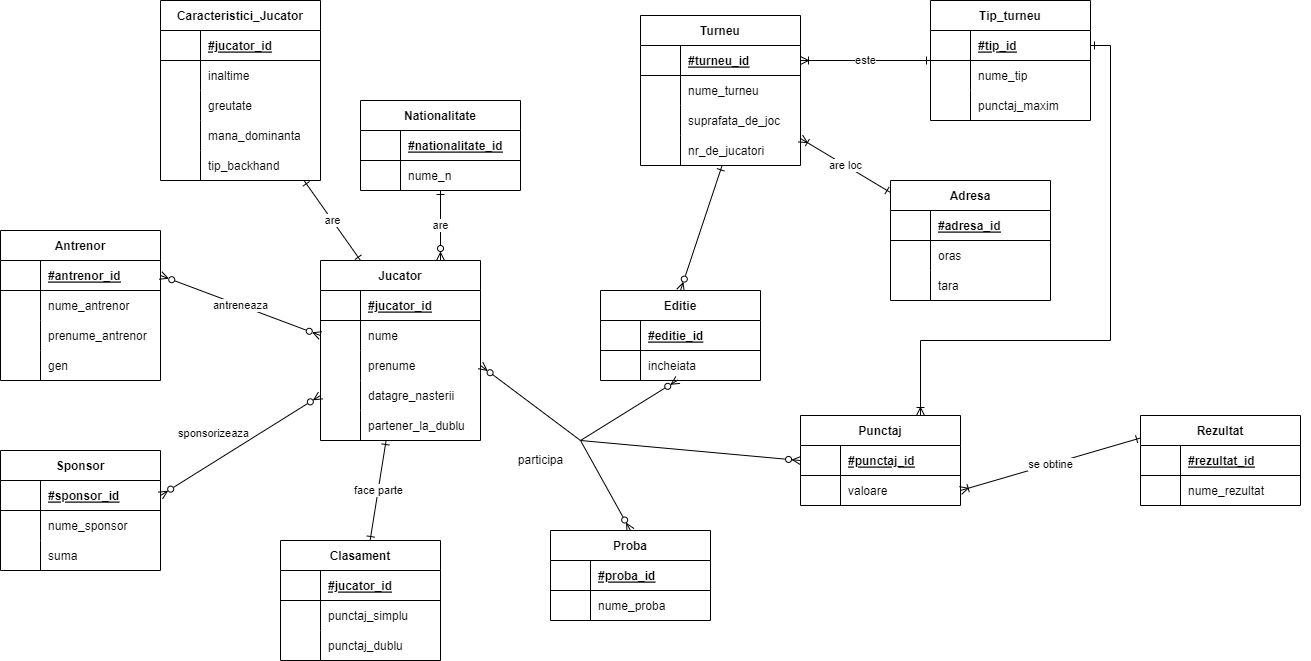 Caracteristici_Jucator
#jucator_id
inaltime
greutate
mana_dominanta
tip_backhand
Nationalitate
#nationalitate_id
nume_n
Turneu
#turneu_id
nume_turneu
suprafata_de_joc
nr_de_jucatori
este
Tip_turneu
#tip_id
nume_tip
punctaj_maxim
are loc
Adresa
#adresa_id
oras
tara
are
are
Antrenor
#antrenor_id
nume_antrenor
prenume_antrenor
gen
antreneaza
Jucator
#jucator_id
nume
prenume
datagre_nasterii
partener_la_dublu
Editie
#editie_id
incheiata
sponsorizeaza
Sponsor
#sponsor_id
nume_sponsor
suma
face parte
participa
Punctaj
#punctaj_id
valoare
se obtine
Rezultat
#rezultat_id
nume_rezultat
Clasament
#jucator_id
punctaj_simplu
punctaj_dublu
Proba
#proba_id
nume_proba